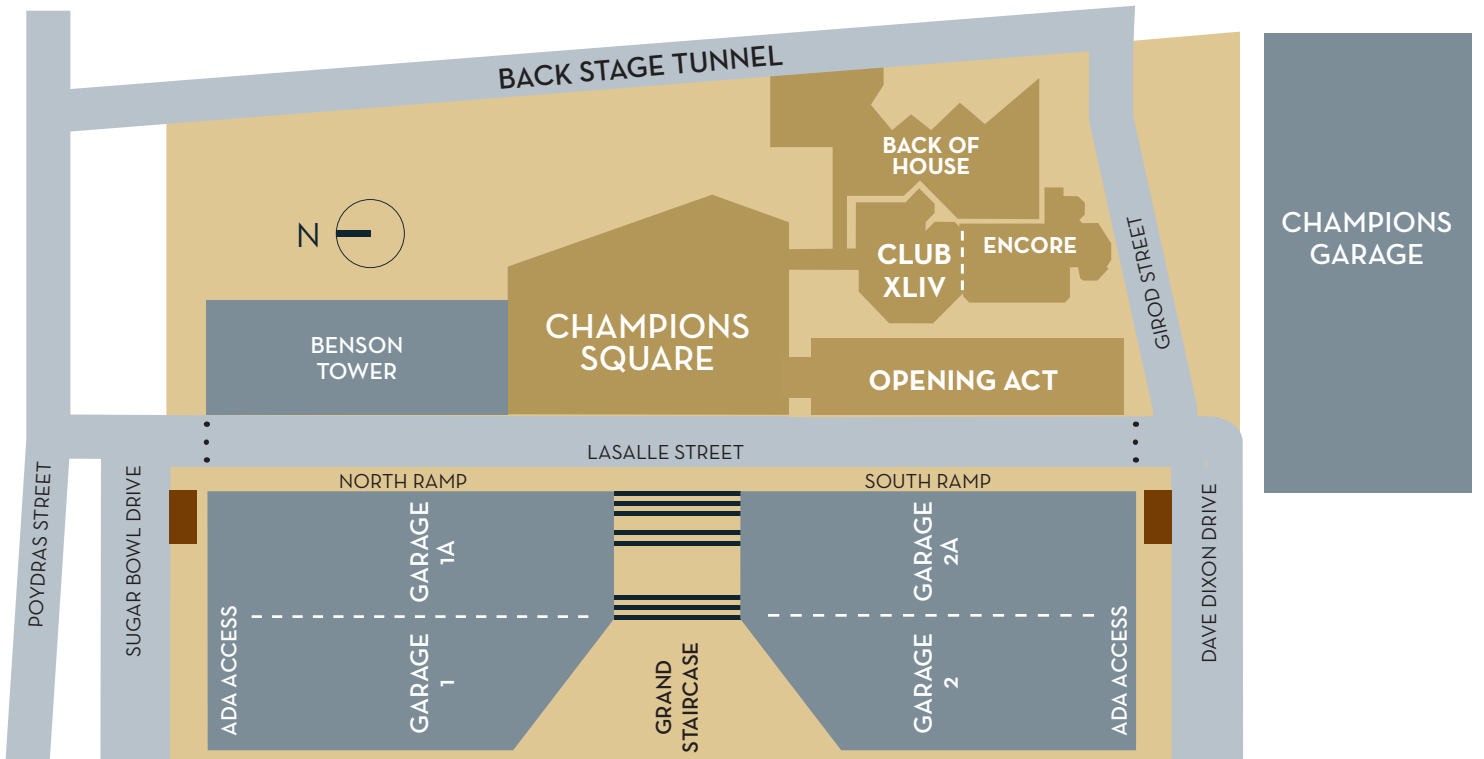 BACK STAGE TUNNEL
BACK OF
HOUSE
N
CLUB
XLIV
ENCORE
GIROD STREET
CHAMPIONS
GARAGE
BENSON
TOWER
CHAMPIONS
SQUARE
OPENING ACT
LASALLE STREET
NORTH RAMP
SOUTH RAMP
POYDRAS STREET
SUGAR BOWL DRIVE
ADA ACCESS
GARAGE
1A
GARAGE
1
GRAND
STAIRCASE
GARAGE
2A
GARAGE
2
ADA ACCESS
DAVE DIXON DRIVE